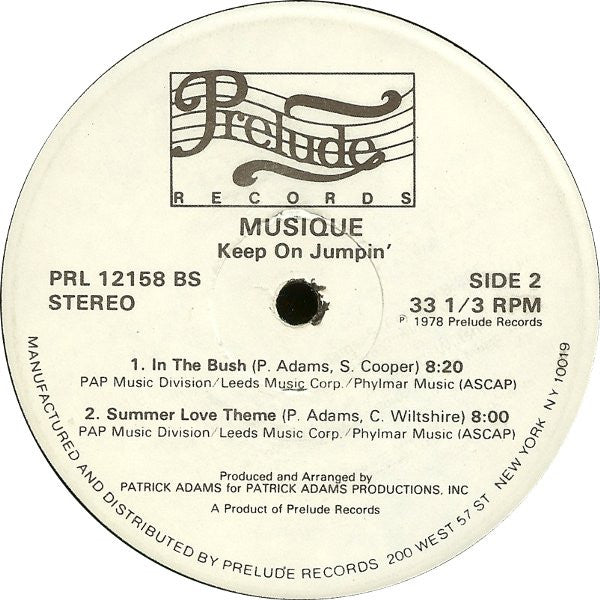 Prelude
RECORDS
MUSIQUE
Keep On Jumpin'
PRL 12158 BS
STEREO
SIDE 2
33 1/3 RPM
℗ 1978 Prelude Records
1. In The Bush (P. Adams, S. Cooper) 8:20
PAP Music Division/Leeds Music Corp./Phylmar Music (ASCAP)
2. Summer Love Theme (P. Adams, C. Wiltshire) 8:00
PAP Music Division/Leeds Music Corp./Phylmar Music (ASCAP)
Produced and Arranged by
PATRICK ADAMS for PATRICK ADAMS PRODUCTIONS, INC
A Product of Prelude Records
MANUFACTURED AND DISTRIBUTED BY PRELUDE RECORDS 200 WEST 57 ST NEW YORK NY 10019